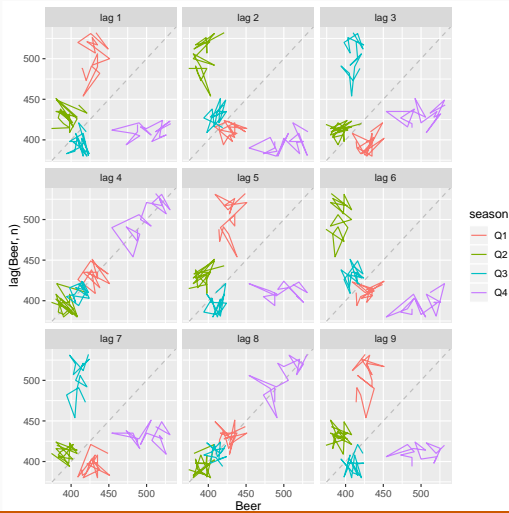 lag 1
lag 2
lag 3
500
450
400
lag 4
lag 5
lag 6
500
450
400
lag(Beer, n)
season
Q1
Q2
Q3
Q4
lag 7
lag 8
lag 9
500
450
400
400 450 500
400 450 500
400 450 500
Beer